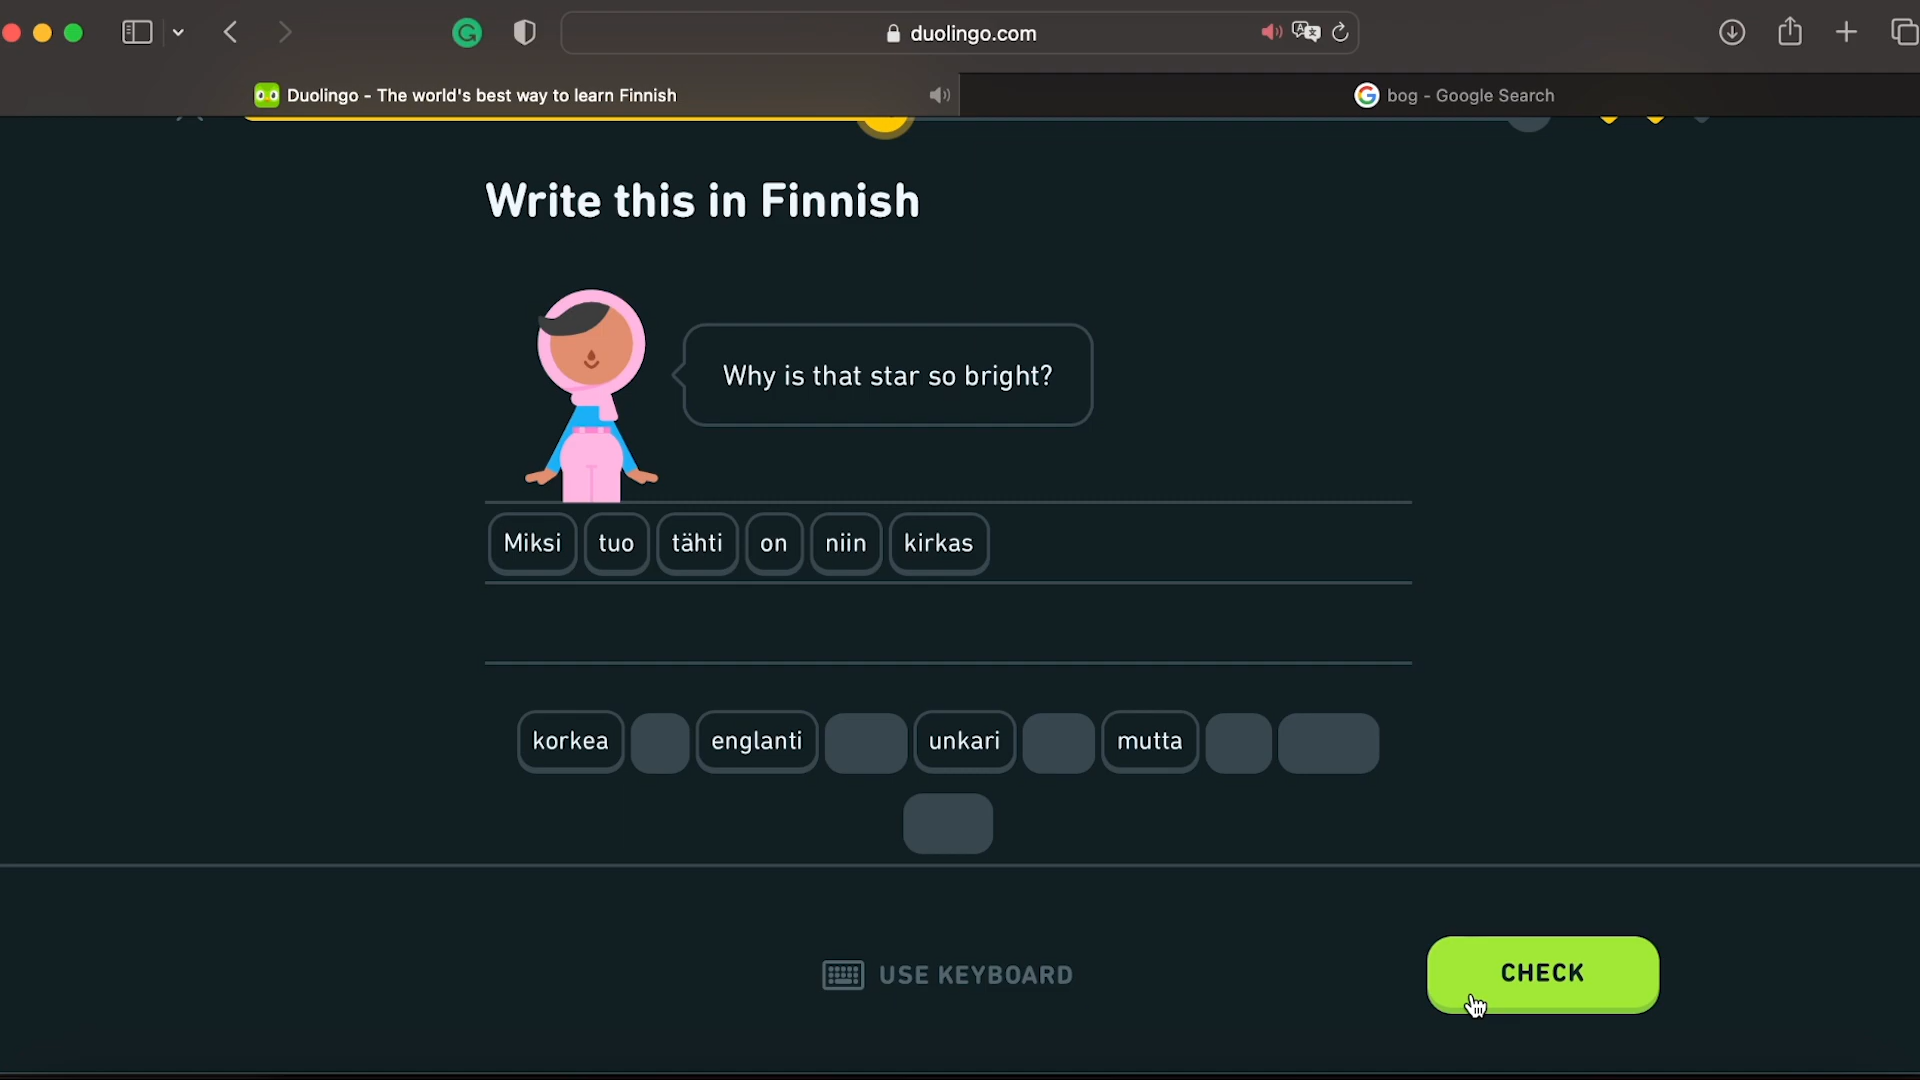 duolingo.com
Duolingo - The world's best way to learn Finnish
bog - Google Search
Write this in Finnish
Why is that star so bright?
Miksi tuo tähti on niin kirkas
korkea englanti unkari mutta
USE KEYBOARD
CHECK